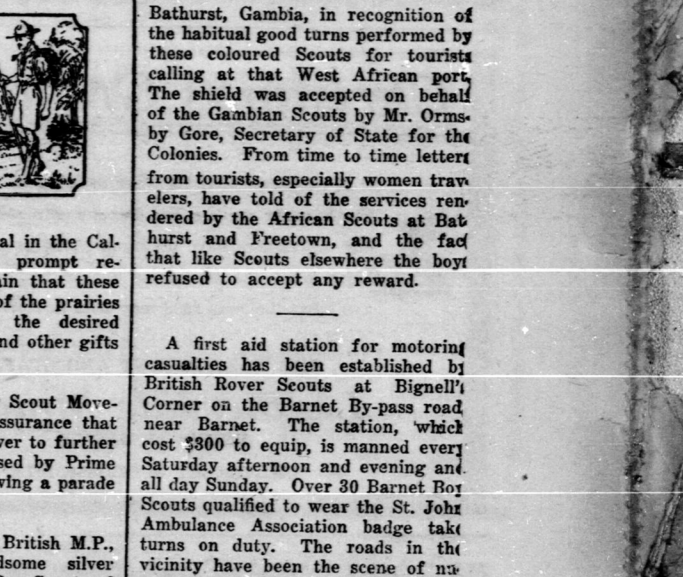 al in the Cal-
prompt re-
in that these
of the prairies
the desired
nd other gifts
Scout Move-
ssurance that
ver to further
sed by Prime
ving a parade
British M.P.,
dsome silver
Bathurst, Gambia, in recognition of
the habitual good turns performed by
these coloured Scouts for tourists
calling at that West African port.
The shield was accepted on behalf
of the Gambian Scouts by Mr. Orms-
by Gore, Secretary of State for the
Colonies. From time to time letters
from tourists, especially women trav-
elers, have told of the services ren-
dered by the African Scouts at Bat
hurst and Freetown, and the fact
that like Scouts elsewhere the boys
refused to accept any reward.
A first aid station for motoring
casualties has been established by
British Rover Scouts at Bignell's
Corner on the Barnet By-pass road
near Barnet. The station, which
cost $300 to equip, is manned every
Saturday afternoon and evening and
all day Sunday. Over 30 Barnet Boy
Scouts qualified to wear the St. John
Ambulance Association badge take
turns on duty. The roads in the
vicinity have been the scene of